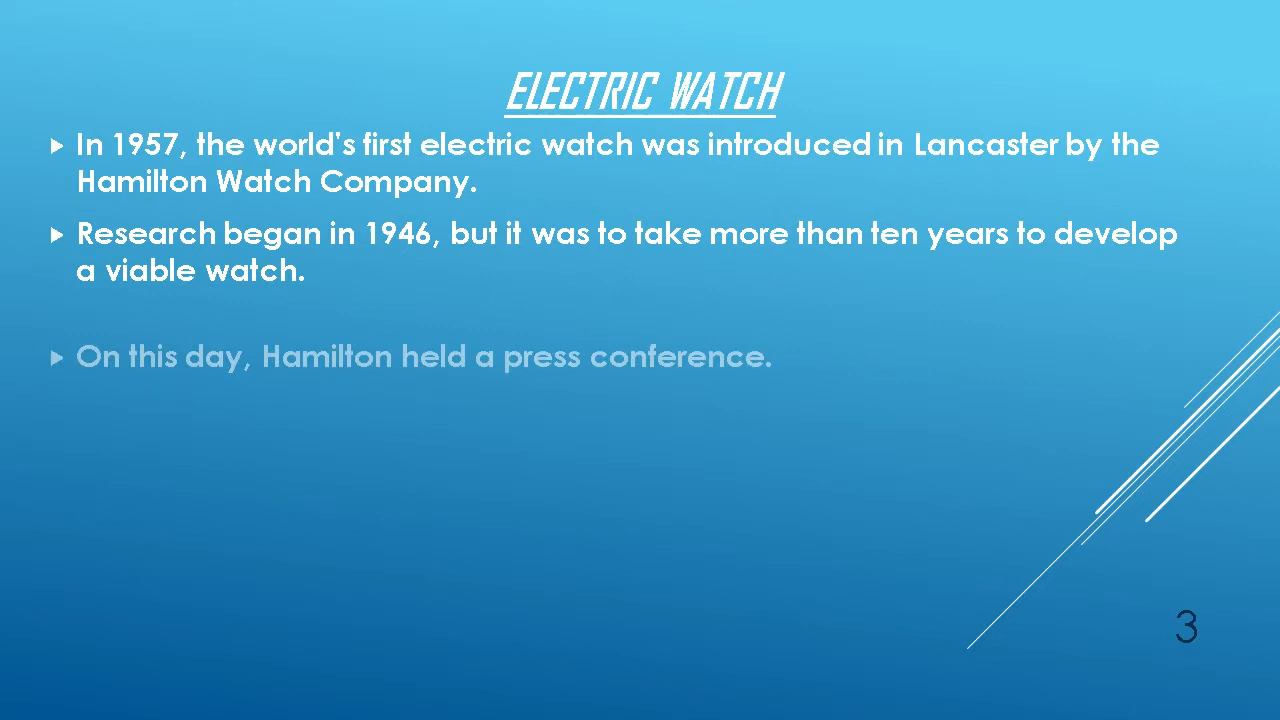 ELECTRIC WATCH
In 1957, the world's first electric watch was introduced in Lancaster by the
Hamilton Watch Company.
Research began in 1946, but it was to take more than ten years to develop
a viable watch.
On this day, Hamilton held a press conference.
3